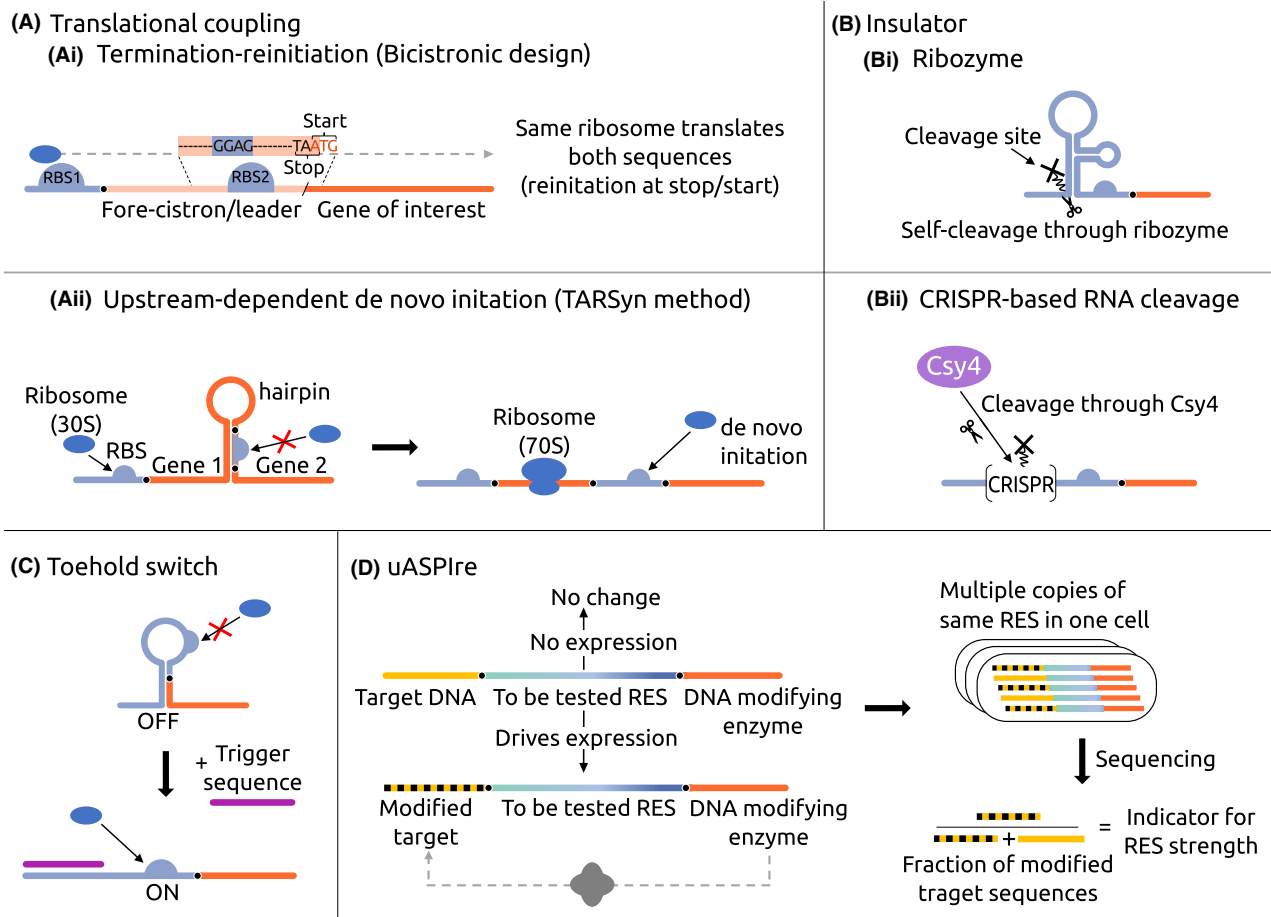 (A) Translational coupling
(Ai) Termination-reinitiation (Bicistronic design)
Start
GGAG
TAATG
Stop
RBS1
RBS2
Fore-cistron/leader
Gene of interest
Same ribosome translates
both sequences
(reinitation at stop/start)
(Aii) Upstream-dependent de novo initation (TARSyn method)
Ribosome
(30S)
RBS
Gene 1
hairpin
Gene 2
Ribosome
(70S)
de novo
initation
(B) Insulator
(Bi) Ribozyme
Cleavage site
Self-cleavage through ribozyme
(Bii) CRISPR-based RNA cleavage
Csy4
Cleavage through Csy4
CRISPR
(C) Toehold switch
OFF
+ Trigger
sequence
ON
(D) uASPIre
No change
No expression
Target DNA
To be tested RES
DNA modifying
enzyme
Drives expression
Modified
target
To be tested RES
DNA modifying
enzyme
Multiple copies of
same RES in one cell
Sequencing
+
=
Indicator for
RES strength
Fraction of modified
traget sequences